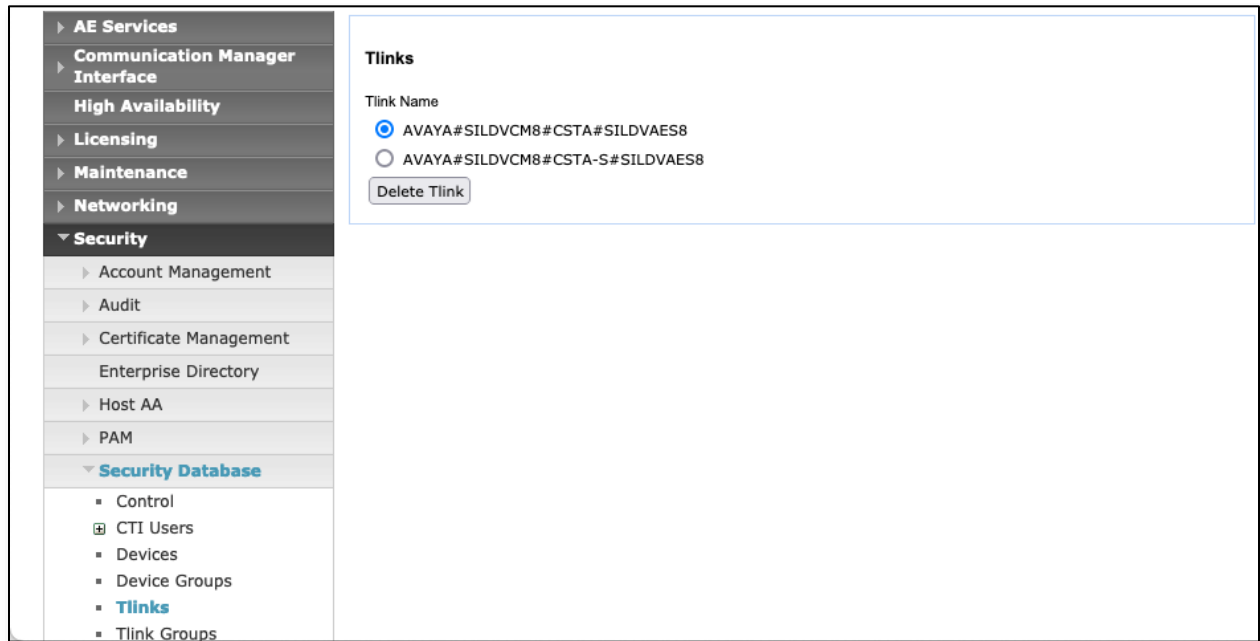 AE Services
Communication Manager
Interface
High Availability
Licensing
Maintenance
Networking
Security
Account Management
Audit
Certificate Management
Enterprise Directory
Host AA
PAM
Security Database
Control
CTI Users
Devices
Device Groups
Tlinks
Tlink Groups
Tlinks
Tlink Name
AVAYA#SILDVCM8#CSTA#SILDVAES8
AVAYA#SILDVCM8#CSTA-S#SILDVAES8
Delete Tlink